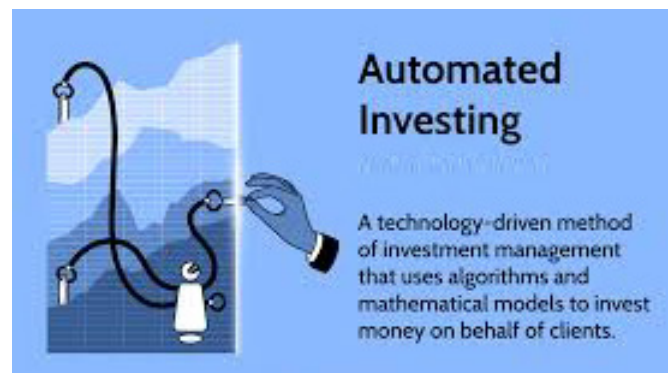 Automated
Investing
A technology-driven method
of investment management
that uses algorithms and
mathematical models to invest
money on behalf of clients.